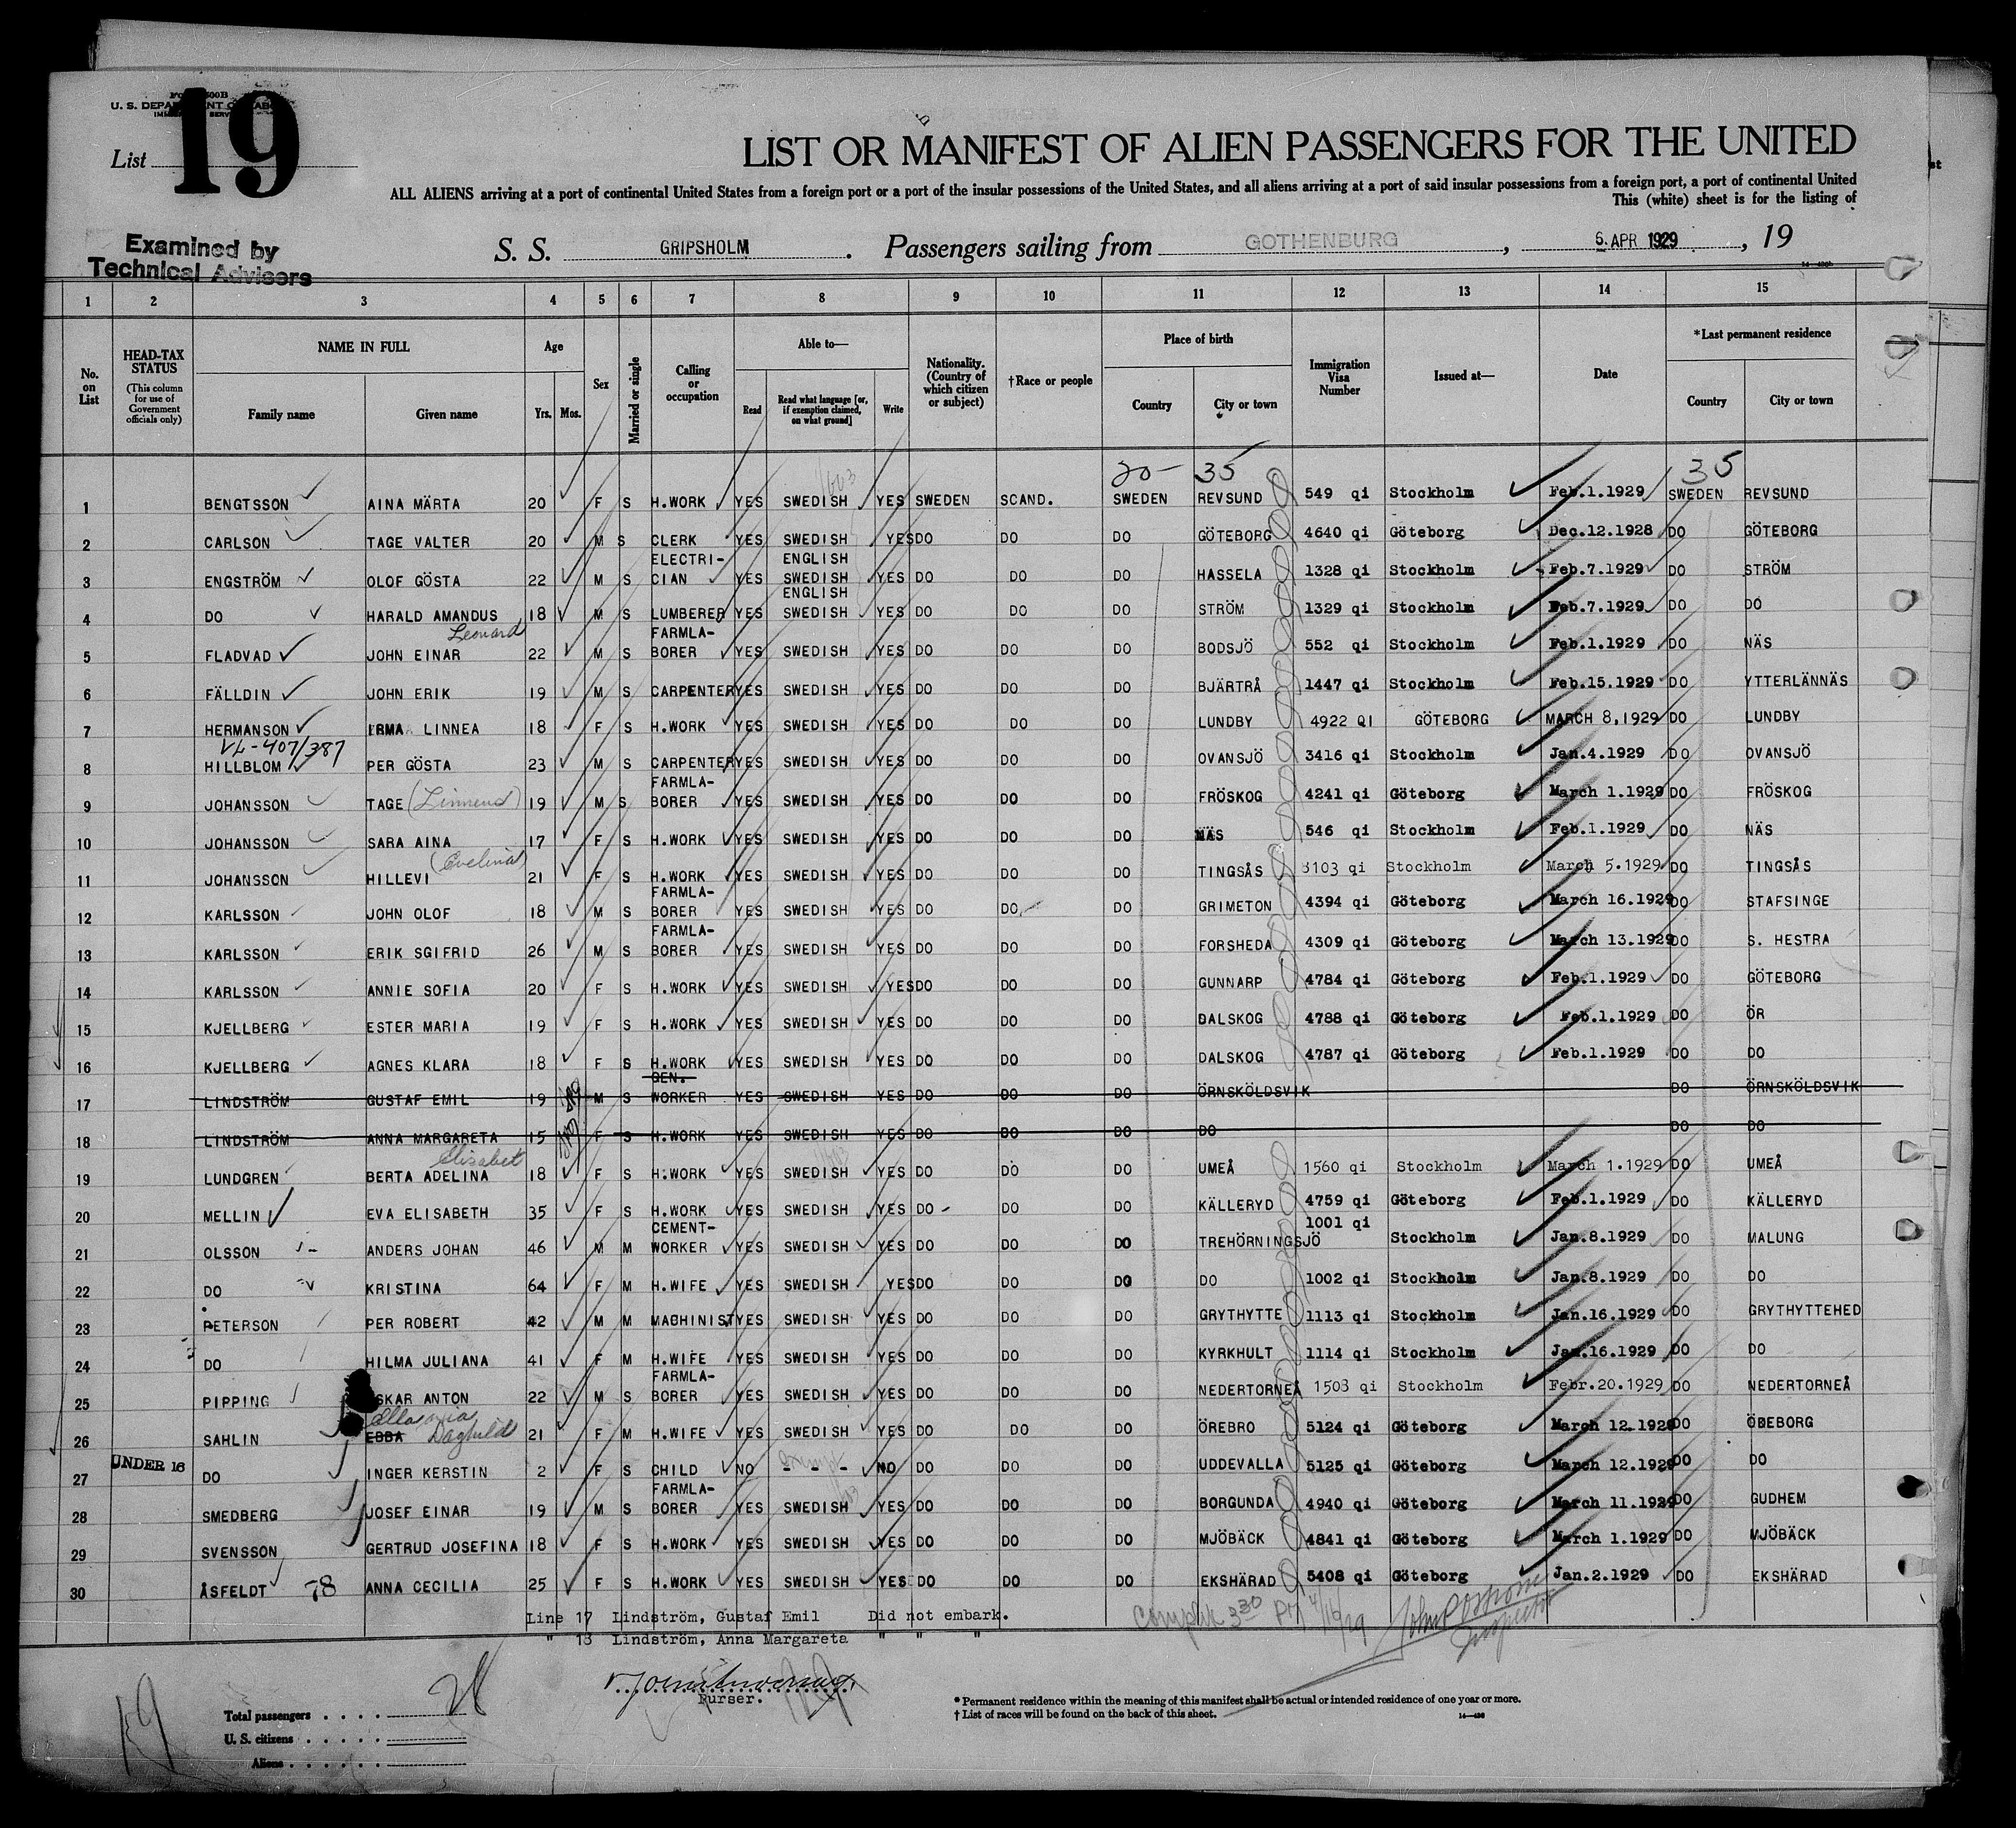 19
U. S. DEPARTMENT OF LABOR
List
LIST OR MANIFEST OF ALIEN PASSENGERS FOR THE UNITED
ALL ALIENS arriving at a port of continental United States from a foreign port or a port of the insular possessions of the United States, and all aliens arriving at a port of said insular possessions from a foreign port, a port of continental United
This (white) sheet is for the listing of
Examined by
Technical Advisers
S. S. GRIPSHOLM. Passengers sailing from GOTHENBURG, 6. APR 1929, 19
1 2 3 4 5 6 7 8 9 10 11 12 13 14 15
No. on List
HEAD-TAX STATUS (This column for use of Government officials only)
NAME IN FULL Family name Given name
Age Yrs. Mos.
Sex
Married or single
Calling or occupation
Able to— Read Read what language [or, if exemption claimed, on what ground] Write
Nationality. (Country of which citizen or subject)
†Race or people
Place of birth Country City or town
Immigration Visa Number
Issued at—
Date
*Last permanent residence Country City or town
20- 35 35
1 BENGTSSON AINA MÄRTA 20 F S H.WORK YES SWEDISH YES SWEDEN SCAND. SWEDEN REVSUND 549 qi Stockholm Feb.1.1929 SWEDEN REVSUND
2 CARLSON TAGE VALTER 20 M S CLERK YES SWEDISH YES DO DO DO GÖTEBORG 4640 qi Göteborg Dec.12.1928 DO GÖTEBORG
3 ENGSTRÖM OLOF GÖSTA 22 M S ELECTRI-CIAN YES ENGLISH SWEDISH YES DO DO DO HASSELA 1328 qi Stockholm Feb.7.1929 DO STRÖM
4 DO HARALD AMANDUS 18 M S LUMBERER YES ENGLISH SWEDISH YES DO DO DO STRÖM 1329 qi Stockholm Feb.7.1929 DO DO
Leonard
5 FLADVAD JOHN EINAR 22 M S FARMLA-BORER YES SWEDISH YES DO DO DO BODSJÖ 552 qi Stockholm Feb.1.1929 DO NÄS
6 FÄLLDIN JOHN ERIK 19 M S CARPENTER YES SWEDISH YES DO DO DO BJÄRTRÅ 1447 qi Stockholm Feb.15.1929 DO YTTERLÄNNÄS
7 HERMANSON IRMA LINNEA 18 F S H.WORK YES SWEDISH YES DO DO DO LUNDBY 4922 QI GÖTEBORG MARCH 8,1929 DO LUNDBY
VL-407/387
8 HILLBLOM PER GÖSTA 23 M S CARPENTER YES SWEDISH YES DO DO DO OVANSJÖ 3416 qi Stockholm Jan.4.1929 DO OVANSJÖ
9 JOHANSSON TAGE 19 M S FARMLA-BORER YES SWEDISH YES DO DO DO FRÖSKOG 4241 qi Göteborg March 1.1929 DO FRÖSKOG
10 JOHANSSON SARA AINA 17 F S H.WORK YES SWEDISH YES DO DO DO NÄS 546 qi Stockholm Feb.1.1929 DO NÄS
(Evelina)
11 JOHANSSON HILLEVI 21 F S H.WORK YES SWEDISH YES DO DO DO TINGSÅS 3103 qi Stockholm March 5.1929 DO TINGSÅS
12 KARLSSON JOHN OLOF 18 M S FARMLA-BORER YES SWEDISH YES DO DO DO GRIMETON 4394 qi Göteborg March 16.1929 DO STAFSINGE
13 KARLSSON ERIK SGIFRID 26 M S FARMLA-BORER YES SWEDISH YES DO DO DO FORSHEDA 4309 qi Göteborg March 13.1929 DO S. HESTRA
14 KARLSSON ANNIE SOFIA 20 F S H.WORK YES SWEDISH YES DO DO DO GUNNARP 4784 qi Göteborg Feb.1.1929 DO GÖTEBORG
15 KJELLBERG ESTER MARIA 19 F S H.WORK YES SWEDISH YES DO DO DO DALSKOG 4788 qi Göteborg Feb.1.1929 DO ÖR
16 KJELLBERG AGNES KLARA 18 F S H.WORK YES SWEDISH YES DO DO DO DALSKOG 4787 qi Göteborg Feb.1.1929 DO DO
17 LINDSTRÖM GUSTAF EMIL 19 M S GEN. WORKER YES SWEDISH YES DO DO DO ÖRNSKÖLDSVIK DO ÖRNSKÖLDSVIK
18 LINDSTRÖM ANNA MARGARETA 15 F S H.WORK YES SWEDISH YES DO DO DO DO DO DO
Elisabet
19 LUNDGREN BERTA ADELINA 18 F S H.WORK YES SWEDISH YES DO DO DO UMEÅ 1560 qi Stockholm March 1.1929 DO UMEÅ
20 MELLIN EVA ELISABETH 35 F S H.WORK YES SWEDISH YES DO DO DO KÄLLERYD 4759 qi Göteborg Feb.1.1929 DO KÄLLERYD
21 OLSSON ANDERS JOHAN 46 M M CEMENT-WORKER YES SWEDISH YES DO DO DO TREHÖRNINGSJÖ 1001 qi Stockholm Jan.8.1929 DO MALUNG
22 DO KRISTINA 64 F M H.WIFE YES SWEDISH YES DO DO DO DO 1002 qi Stockholm Jan.8.1929 DO DO
23 PETERSON PER ROBERT 42 M M MACHINIST YES SWEDISH YES DO DO DO GRYTHYTTE 1113 qi Stockholm Jan.16.1929 DO GRYTHYTTEHED
24 DO HILMA JULIANA 41 F M H.WIFE YES SWEDISH YES DO DO DO KYRKHULT 1114 qi Stockholm Jan.16.1929 DO DO
25 PIPPING SKAR ANTON 22 M S FARMLA-BORER YES SWEDISH YES DO DO DO NEDERTORNEÅ 1503 qi Stockholm Febr.20.1929 DO NEDERTORNEÅ
26 SAHLIN EBBA Daghild 21 F M H.WIFE YES SWEDISH YES DO DO DO ÖREBRO 5124 qi Göteborg March 12.1929 DO
27 UNDER 16 DO INGER KERSTIN 2 F S CHILD NO - - - NO DO DO DO UDDEVALLA 5125 qi Göteborg March 12.1929 DO DO
28 SMEDBERG JOSEF EINAR 19 M S FARMLA-BORER YES SWEDISH YES DO DO DO BORGUNDA 4940 qi Göteborg March 11.1929 DO GUDHEM
29 SVENSSON GERTRUD JOSEFINA 18 F S H.WORK YES SWEDISH YES DO DO DO MJÖBÄCK 4841 qi Göteborg March 1.1929 DO MJÖBÄCK
30 ÅSFELDT 78 ANNA CECILIA 25 F S H.WORK YES SWEDISH YES DO DO DO EKSHÄRAD 5408 qi Göteborg Jan.2.1929 DO EKSHÄRAD
Line 17 Lindström, Gustaf Emil Did not embark.
" 18 Lindström, Anna Margareta " " "
330 PM 4/16/29
Inspector
Purser.
Total passengers . . . . 28
U. S. citizens . . . . .
Aliens . . . . . .
19
* Permanent residence within the meaning of this manifest shall be actual or intended residence of one year or more.
† List of races will be found on the back of this sheet.